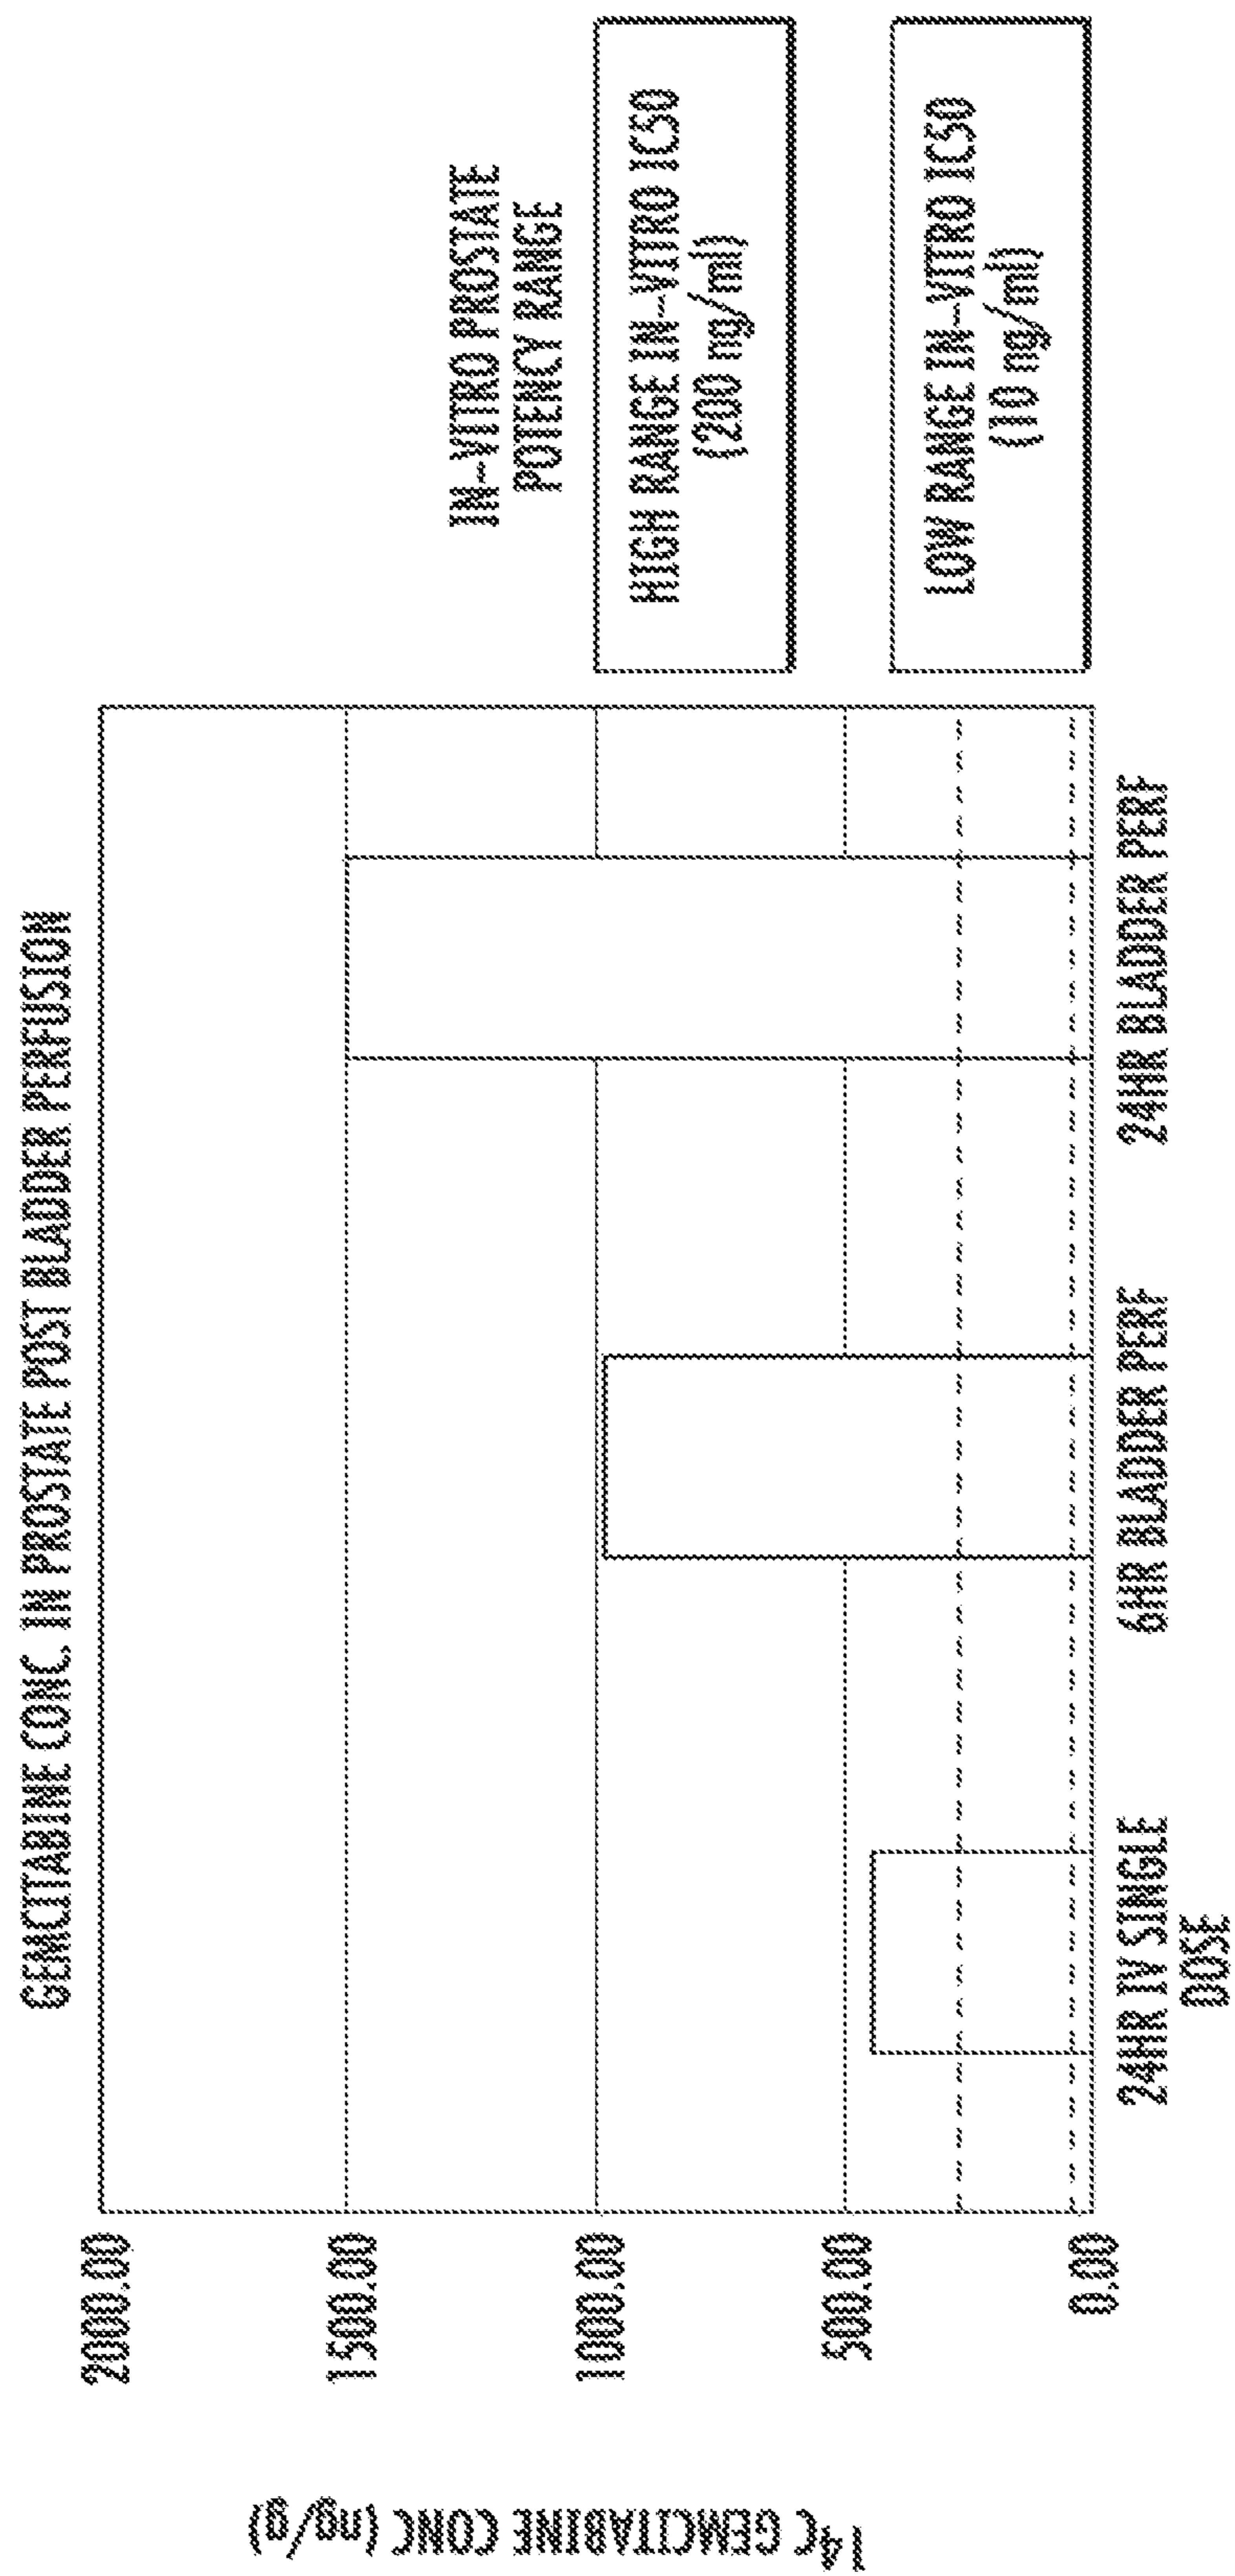 GEMCITABINE CONC. IN PROSTATE POST BLADDER PERFUSION
14C GEMCITABINE CONC (ng/g)
2000.00
1500.00
1000.00
500.00
0.00
24HR IV SINGLE
DOSE
6HR BLADDER PERF
24HR BLADDER PERF
IN-VITRO PROSTATE
POTENCY RANGE
HIGH RANGE IN-VITRO IC50
(200 ng/ml)
LOW RANGE IN-VITRO IC50
(10 ng/ml)